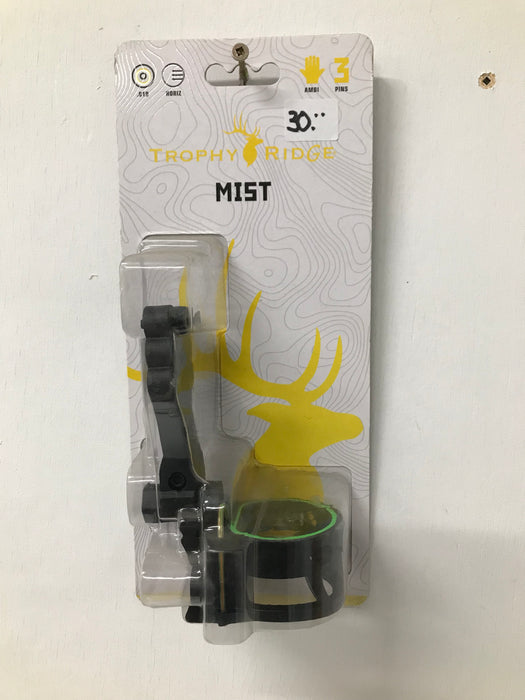 .019
HORIZ
AMBI
3
PINS
30.¨
TROPHY RIDGE
MIST